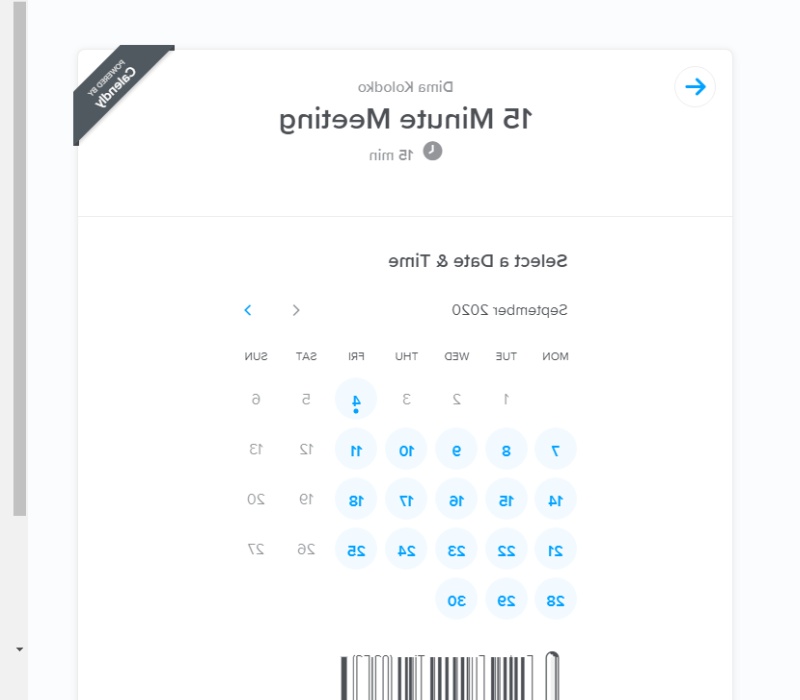 POWERED BY
Calendly
Dima Kolodko
15 Minute Meeting
15 min
Select a Date & Time
September 2020
MON TUE WED THU FRI SAT SUN
1 2 3 4 5 6
7 8 9 10 11 12 13
14 15 16 17 18 19 20
21 22 23 24 25 26 27
28 29 30